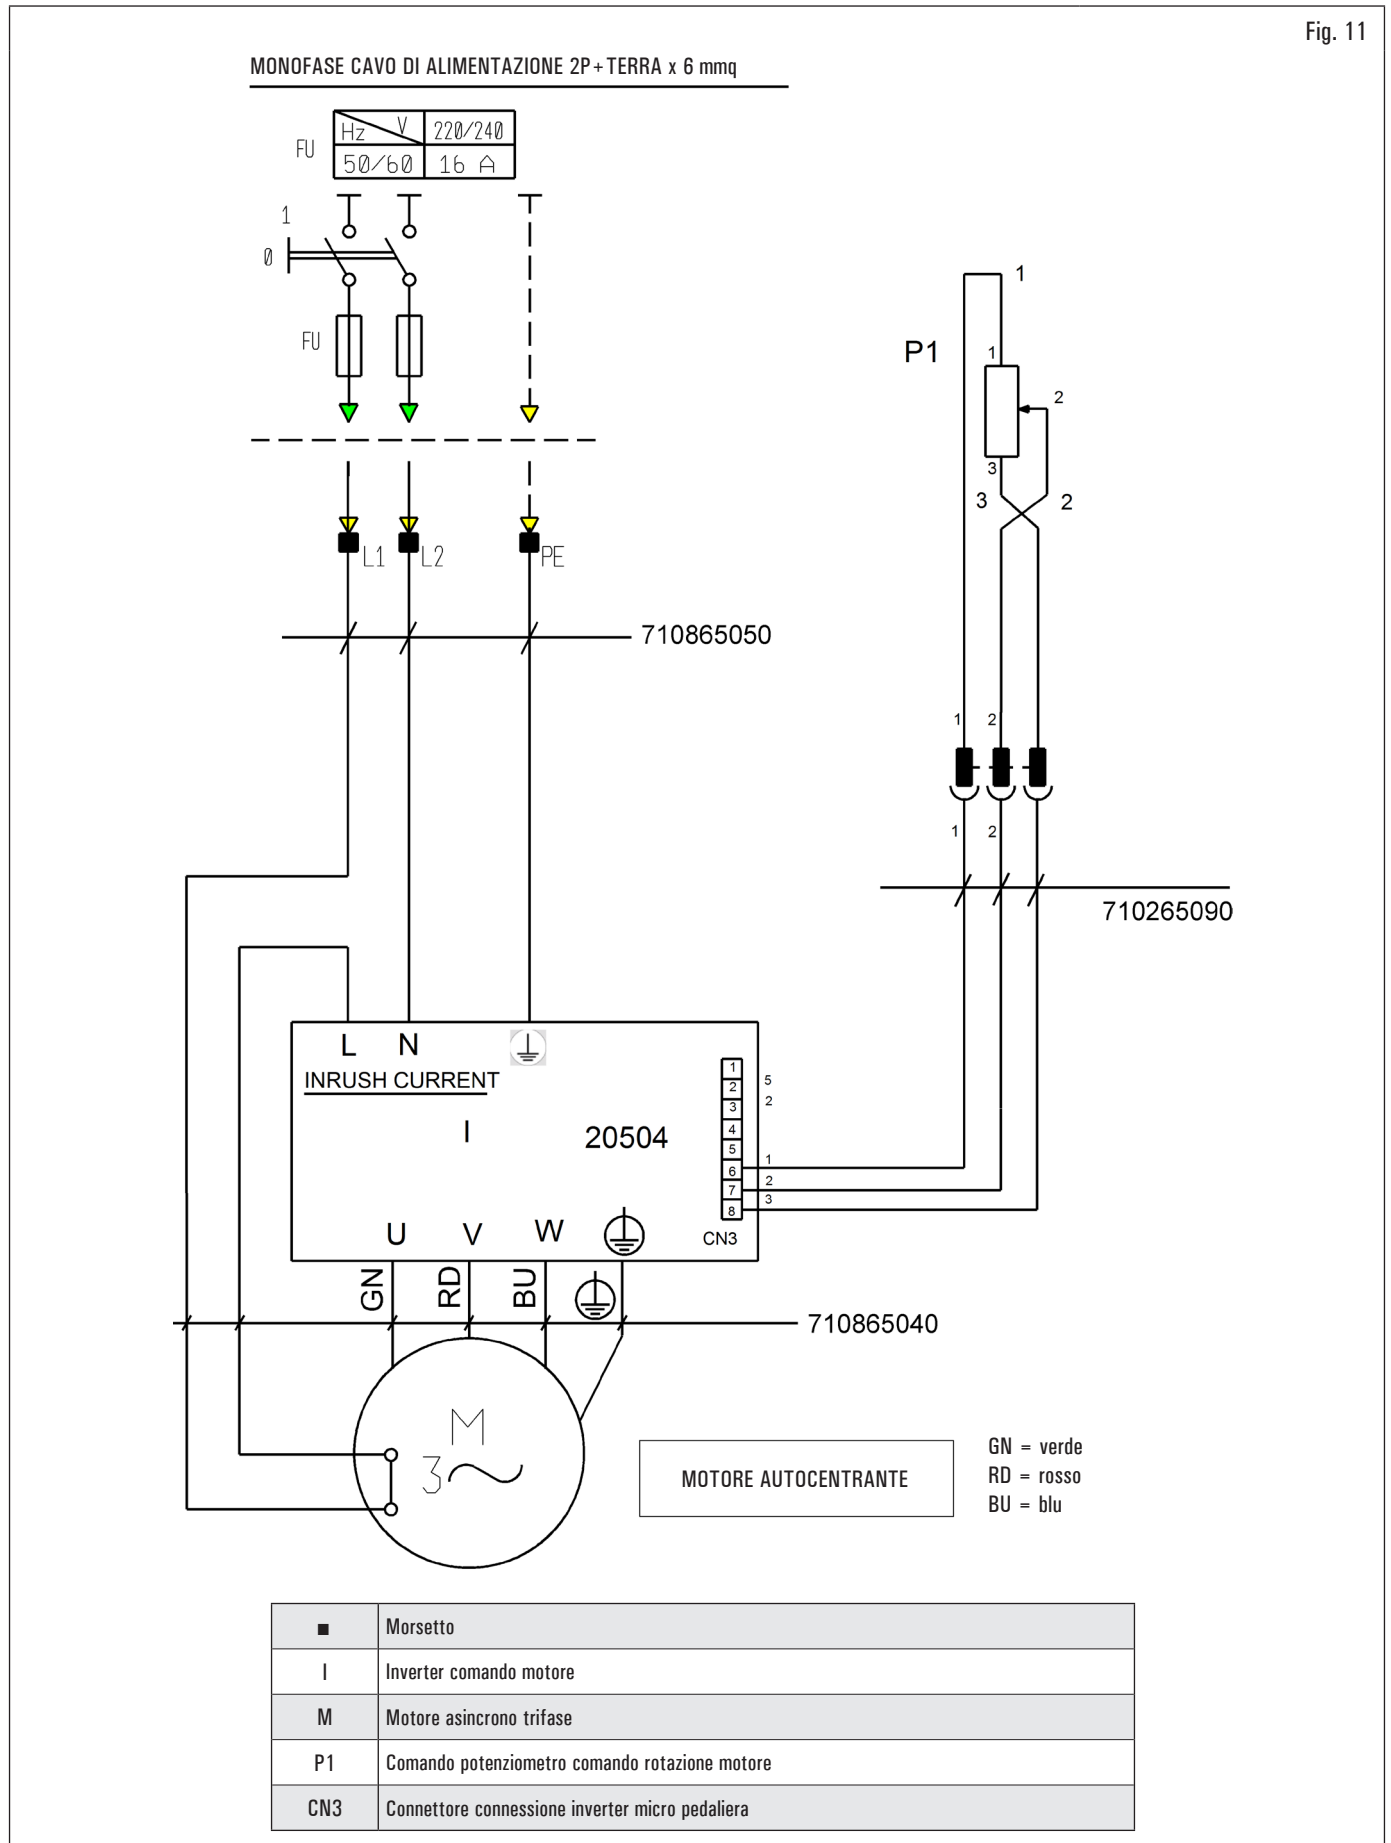 Fig. 11
MONOFASE CAVO DI ALIMENTAZIONE 2P+TERRA x 6 mmq
FU
Hz V 220/240
50/60 16 A
1
0
FU
L1 L2 PE
710865050
P1
1
1
2
3
3 2
1 2
1 2
710265090
L N
INRUSH CURRENT
I
20504
1
2
3
4
5
6
7
8
5
2
1
2
3
CN3
U V W
GN RD BU
710865040
M
3
MOTORE AUTOCENTRANTE
GN = verde
RD = rosso
BU = blu
■ Morsetto
I Inverter comando motore
M Motore asincrono trifase
P1 Comando potenziometro comando rotazione motore
CN3 Connettore connessione inverter micro pedaliera